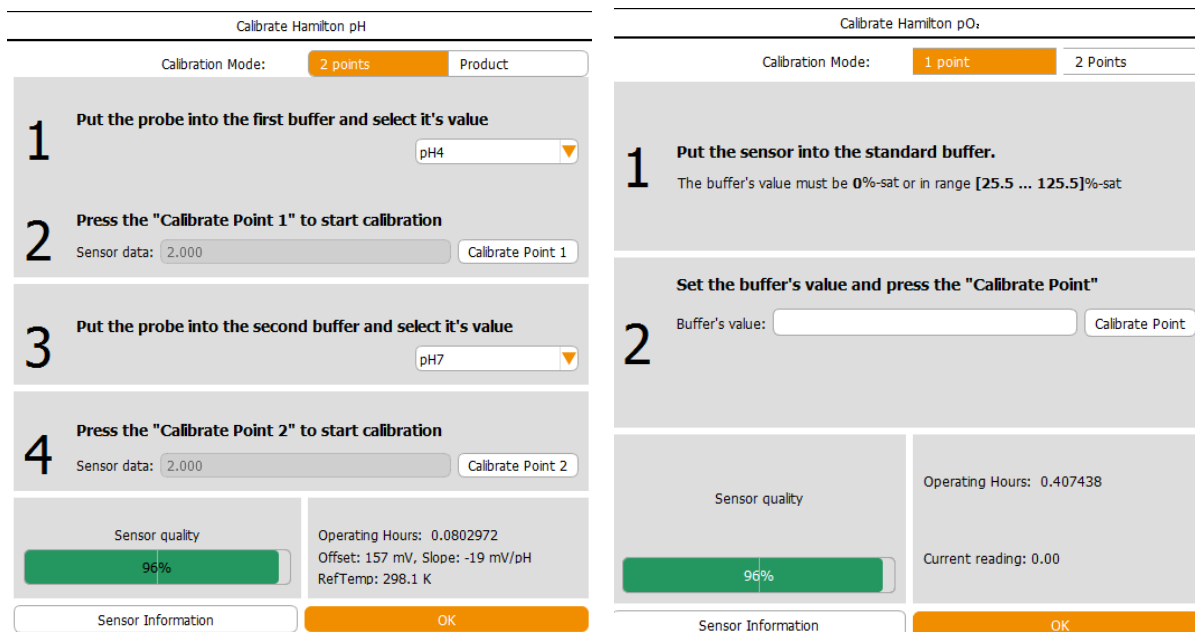 Calibrate Hamilton pH
Calibration Mode: 2 points Product
1
Put the probe into the first buffer and select it's value
pH4
2
Press the "Calibrate Point 1" to start calibration
Sensor data: 2.000 Calibrate Point 1
3
Put the probe into the second buffer and select it's value
pH7
4
Press the "Calibrate Point 2" to start calibration
Sensor data: 2.000 Calibrate Point 2
Sensor quality
96%
Operating Hours: 0.0802972
Offset: 157 mV, Slope: -19 mV/pH
RefTemp: 298.1 K
Sensor Information OK
Calibrate Hamilton pO₂
Calibration Mode: 1 point 2 Points
1
Put the sensor into the standard buffer.
The buffer's value must be 0%-sat or in range [25.5 ... 125.5]%-sat
2
Set the buffer's value and press the "Calibrate Point"
Buffer's value: Calibrate Point
Sensor quality
96%
Operating Hours: 0.407438
Current reading: 0.00
Sensor Information OK